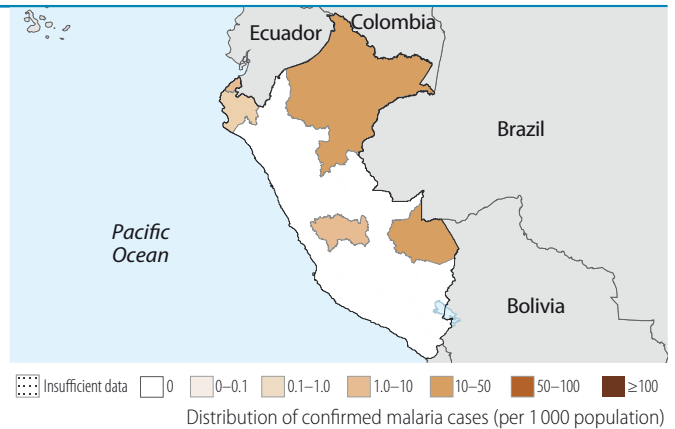 Colombia
Ecuador
Brazil
Pacific
Ocean
Bolivia
Insufficient data 0 0–0.1 0.1–1.0 1.0–10 10–50 50–100 ≥100
Distribution of confirmed malaria cases (per 1 000 population)